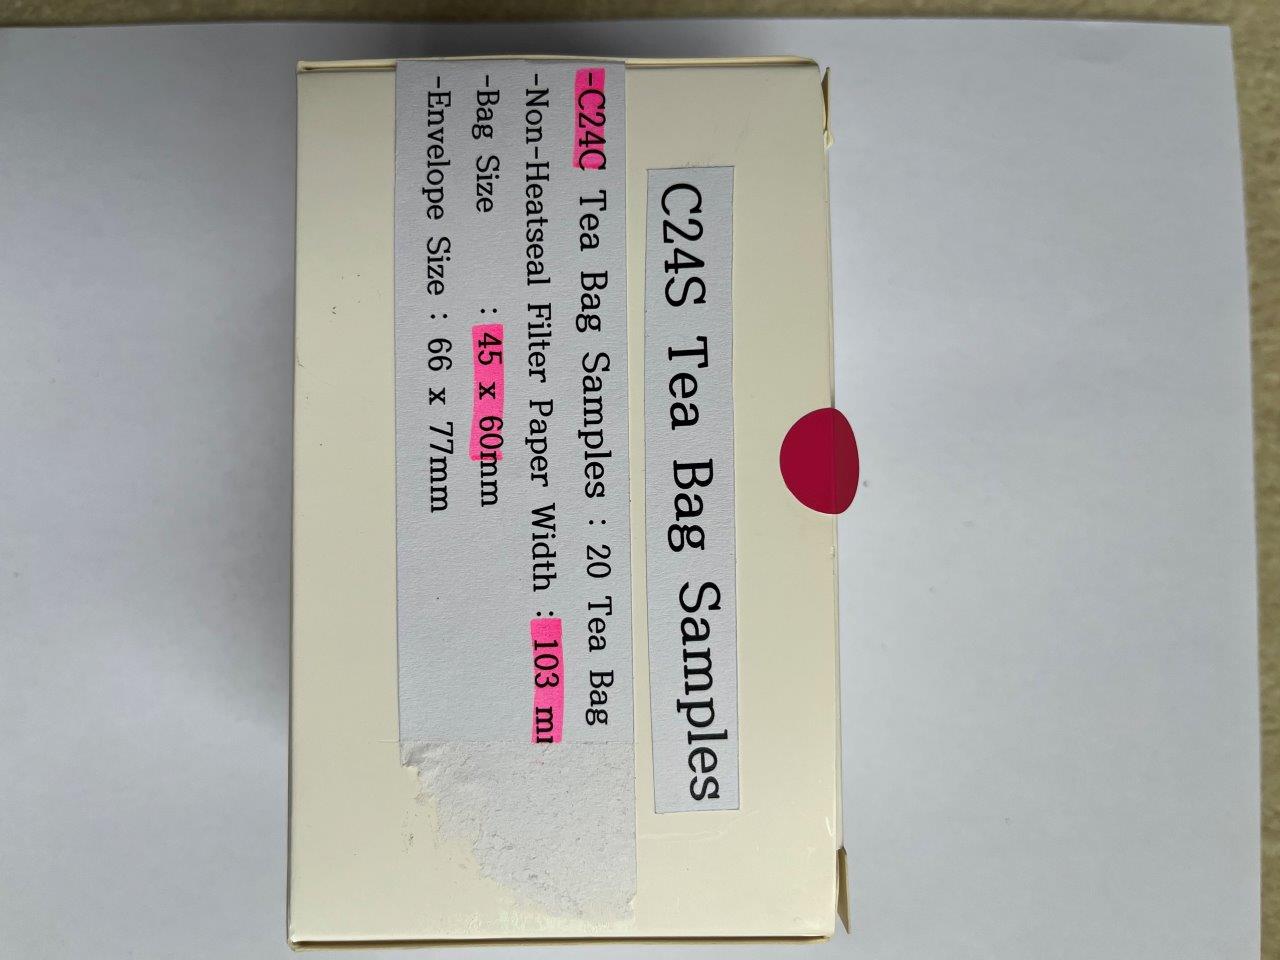 C24S Tea Bag Samples
-C24C Tea Bag Samples : 20 Tea Bag
-Non-Heatseal Filter Paper Width : 103
-Bag Size : 45 x 60mm
-Envelope Size : 66 x 77mm